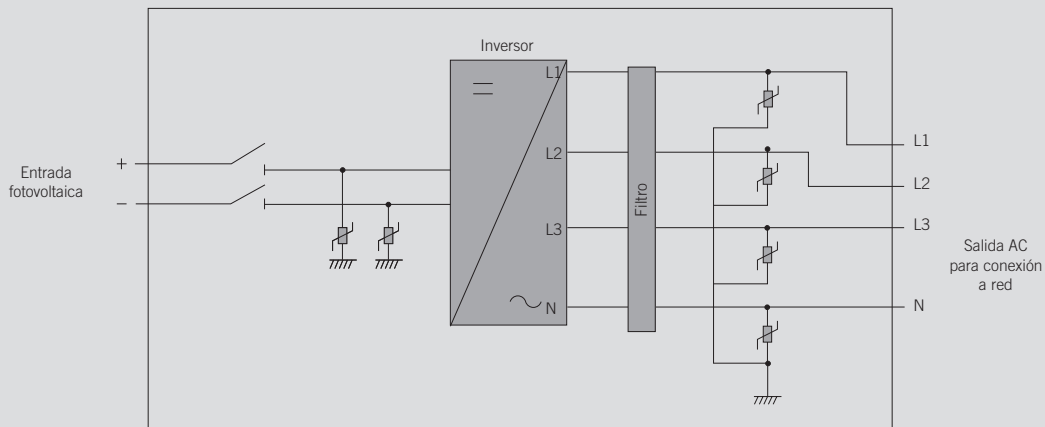 Inversor
L1
L2
L3
N
Filtro
Entrada
fotovoltaica
+
−
L1
L2
L3
N
Salida AC
para conexión
a red